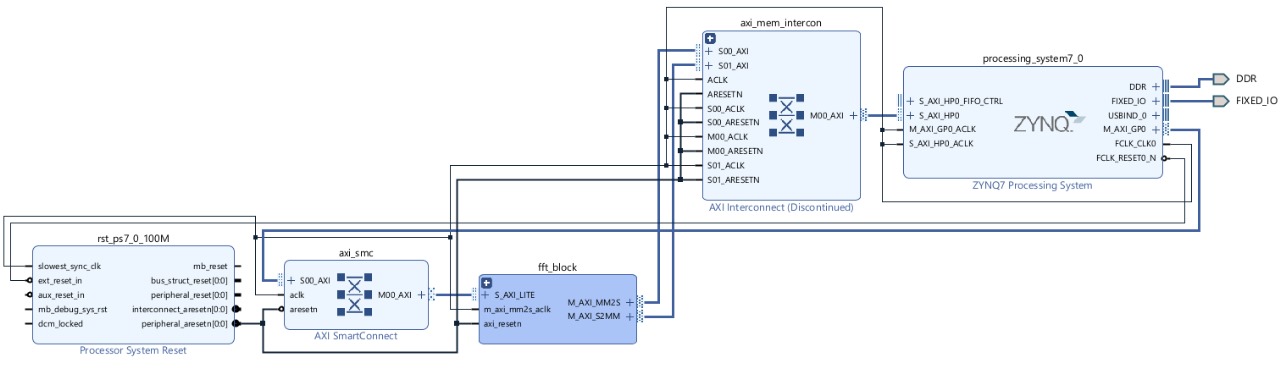 axi_mem_intercon
S00_AXI
S01_AXI
ACLK
ARESETN
S00_ACLK
S00_ARESETN
M00_ACLK
M00_ARESETN
S01_ACLK
S01_ARESETN
M00_AXI
AXI Interconnect (Discontinued)
processing_system7_0
S_AXI_HP0_FIFO_CTRL
S_AXI_HP0
M_AXI_GP0_ACLK
S_AXI_HP0_ACLK
ZYNQ
DDR
FIXED_IO
USBIND_0
M_AXI_GP0
FCLK_CLK0
FCLK_RESET0_N
ZYNQ7 Processing System
DDR
FIXED_IO
rst_ps7_0_100M
slowest_sync_clk
ext_reset_in
aux_reset_in
mb_debug_sys_rst
dcm_locked
mb_reset
bus_struct_reset[0:0]
peripheral_reset[0:0]
interconnect_aresetn[0:0]
peripheral_aresetn[0:0]
Processor System Reset
axi_smc
S00_AXI
aclk
aresetn
M00_AXI
AXI SmartConnect
fft_block
S_AXI_LITE
m_axi_mm2s_aclk
axi_resetn
M_AXI_MM2S
M_AXI_S2MM